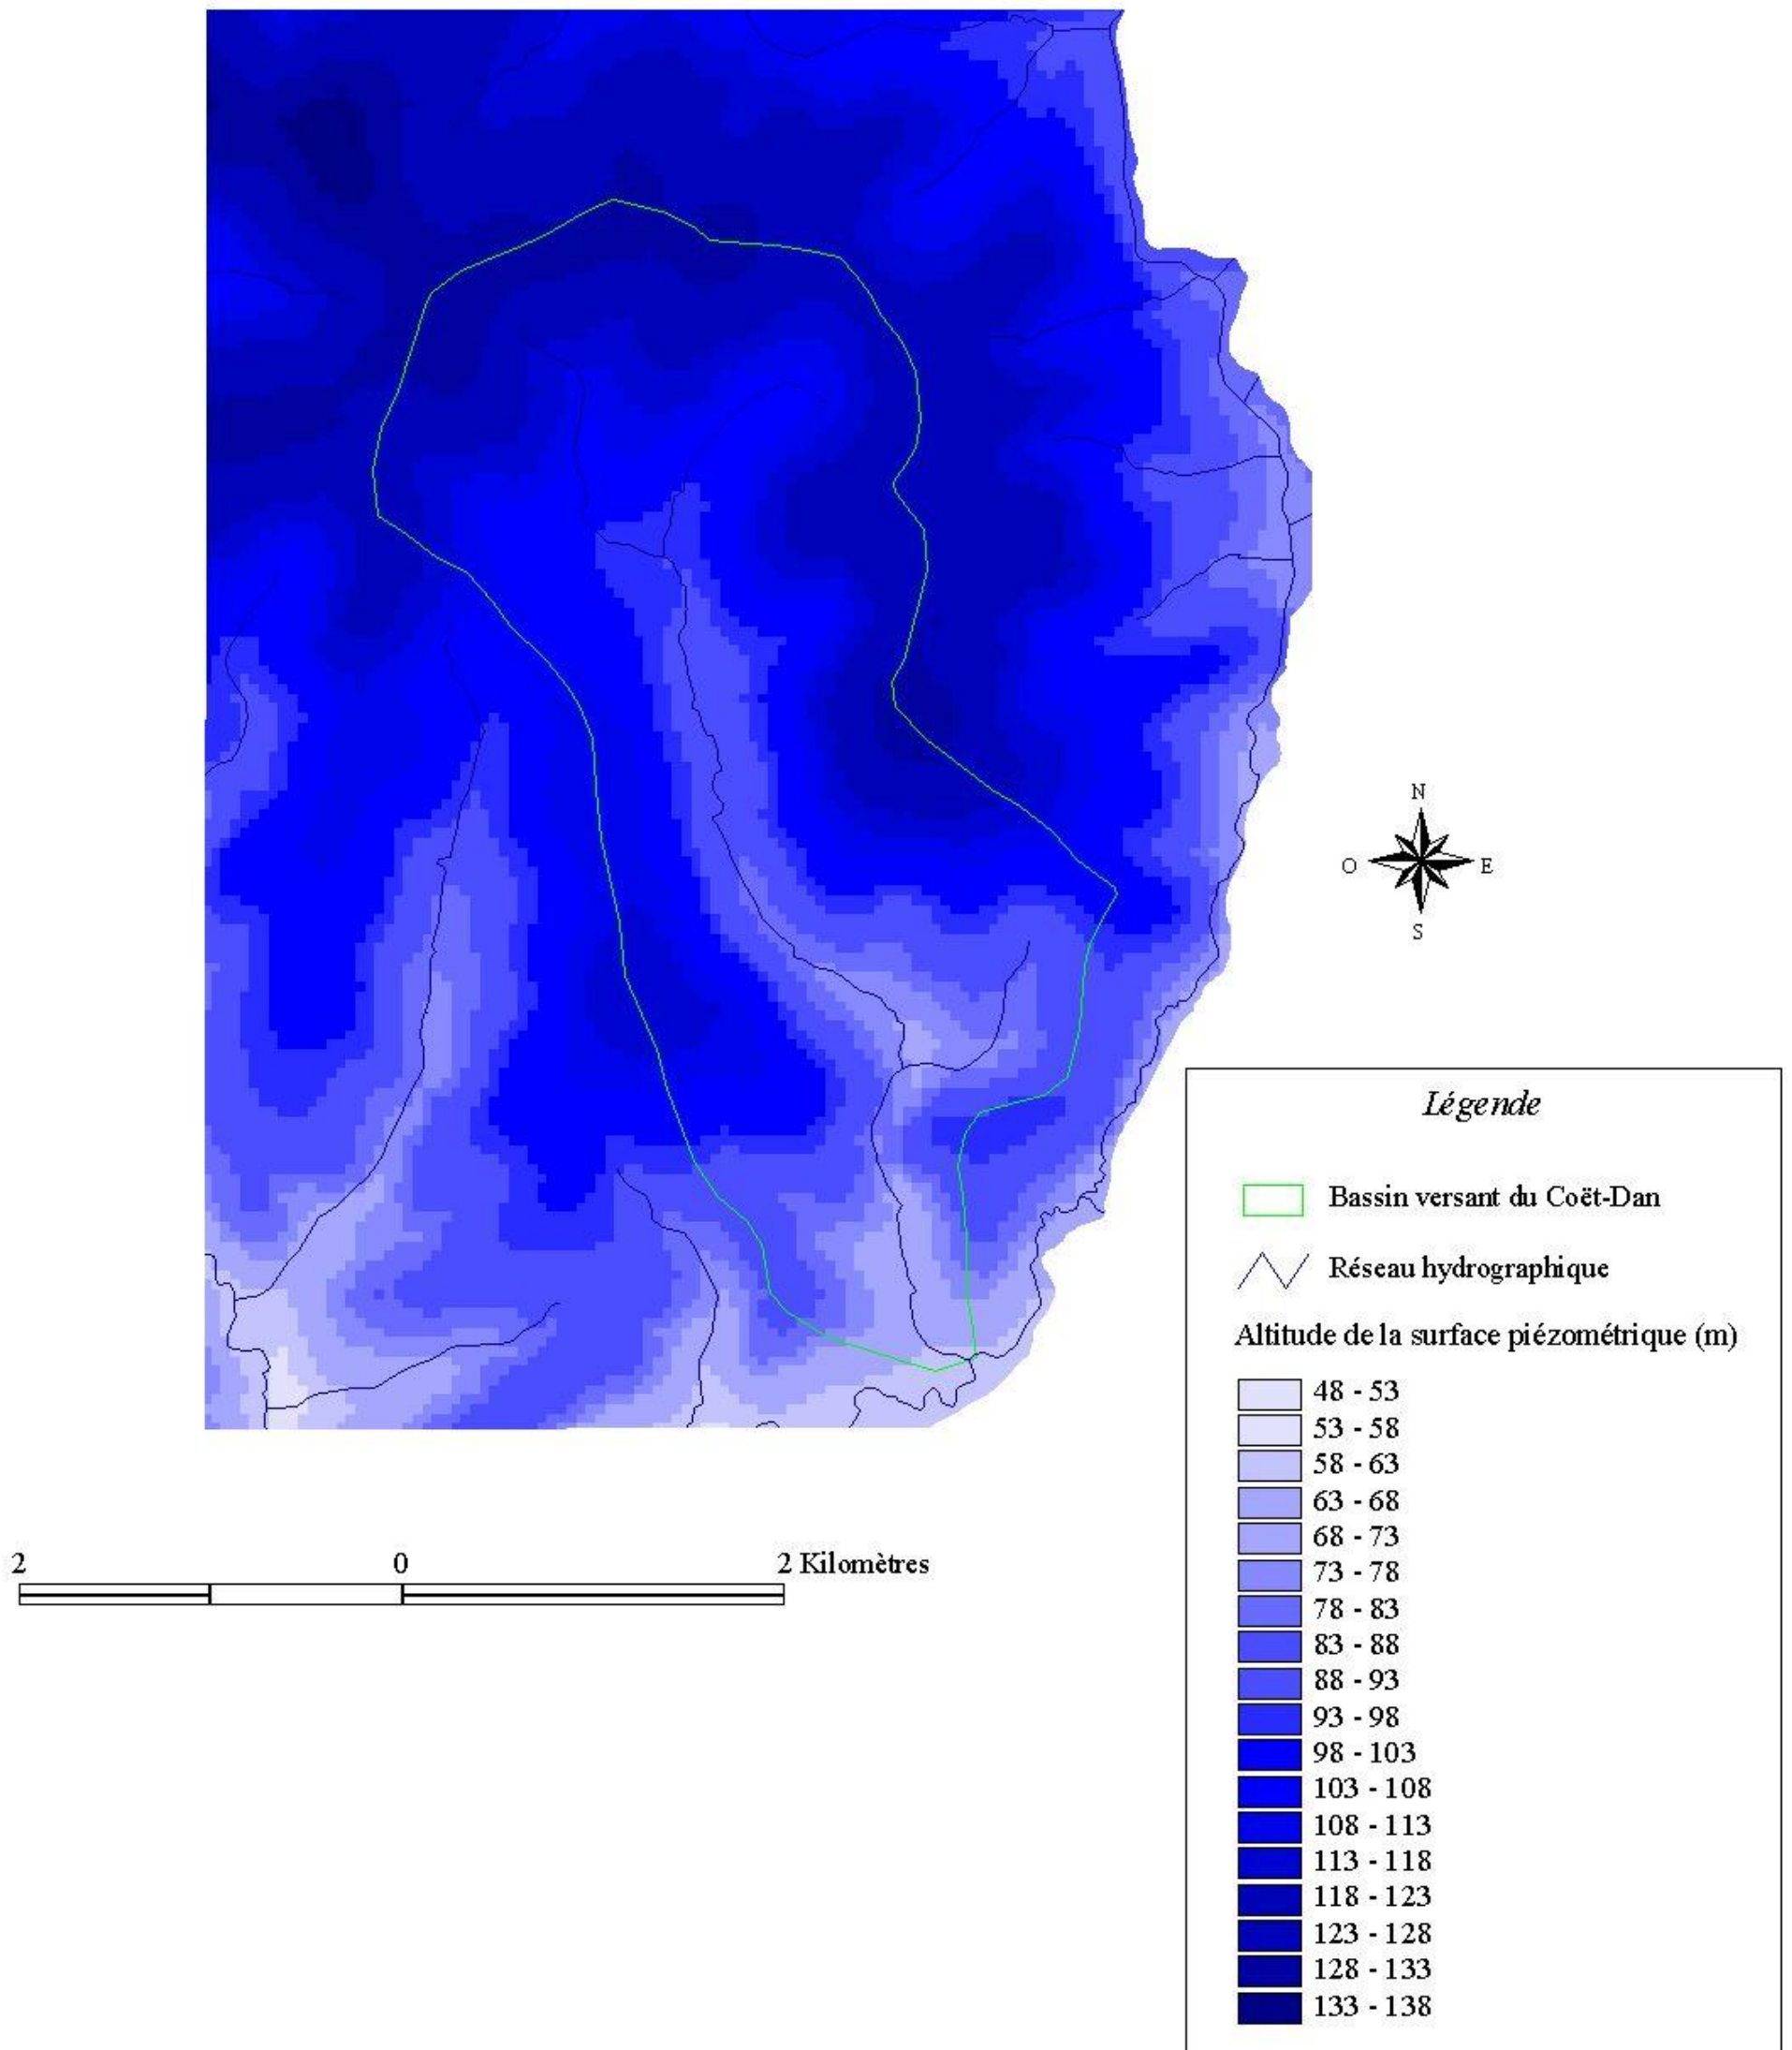 N
O E
S
Légende
Bassin versant du Coët-Dan
Réseau hydrographique
Altitude de la surface piézométrique (m)
48 - 53
53 - 58
58 - 63
63 - 68
68 - 73
73 - 78
78 - 83
83 - 88
88 - 93
93 - 98
98 - 103
103 - 108
108 - 113
113 - 118
118 - 123
123 - 128
128 - 133
133 - 138
2 0 2 Kilomètres